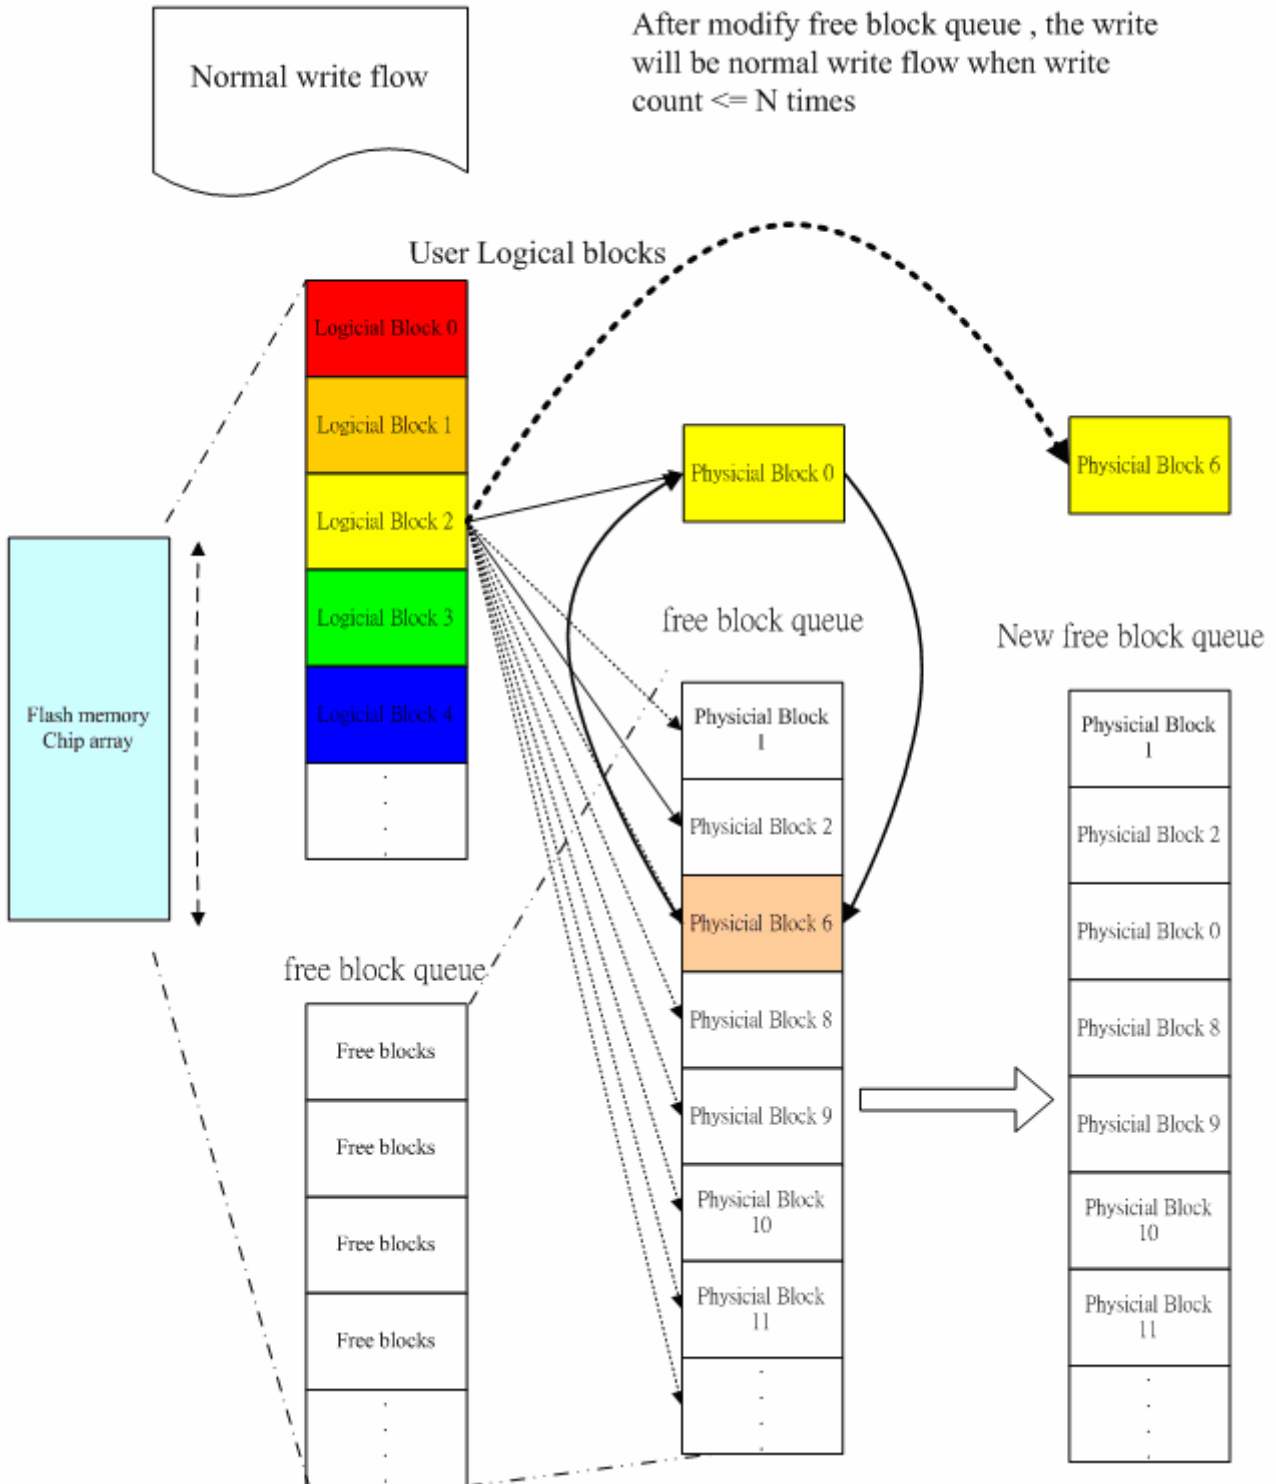 Normal write flow
After modify free block queue , the write
will be normal write flow when write
count <= N times
User Logical blocks
Logicial Block 0
Logicial Block 1
Logicial Block 2
Logicial Block 3
Logicial Block 4
Flash memory
Chip array
free block queue
Free blocks
Free blocks
Free blocks
Free blocks
Physicial Block 0
free block queue
Physicial Block
1
Physicial Block 2
Physicial Block 6
Physicial Block 8
Physicial Block 9
Physicial Block
10
Physicial Block
11
Physicial Block 6
New free block queue
Physicial Block
1
Physicial Block 2
Physicial Block 0
Physicial Block 8
Physicial Block 9
Physicial Block
10
Physicial Block
11